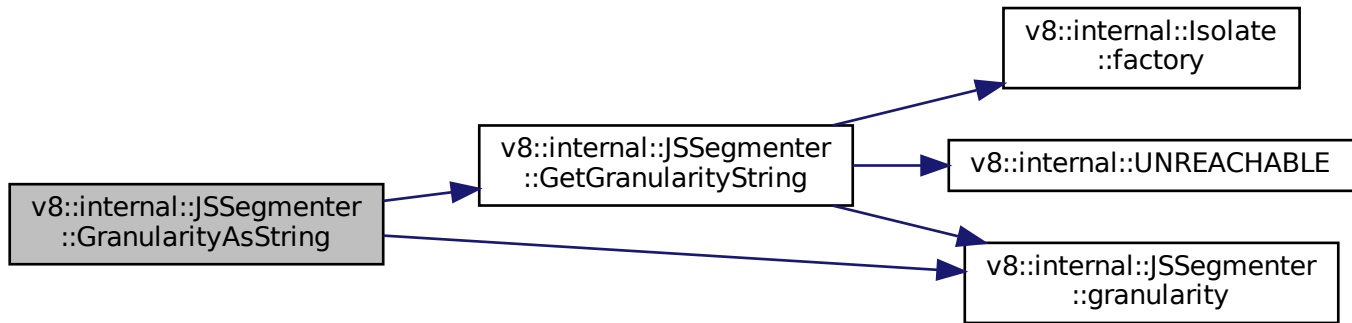 v8::internal::JSSegmenter
::GranularityAsString
v8::internal::JSSegmenter
::GetGranularityString
v8::internal::Isolate
::factory
v8::internal::UNREACHABLE
v8::internal::JSSegmenter
::granularity